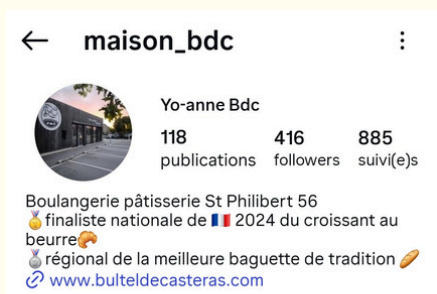 maison_bdc
Yo-anne Bdc
118 416 885
publications followers suivi(e)s
Boulangerie pâtisserie St Philibert 56
🥇finaliste nationale de 🇫🇷 2024 du croissant au
beurre🥐
🥈régional de la meilleure baguette de tradition 🥖
www.bulteldecasteras.com